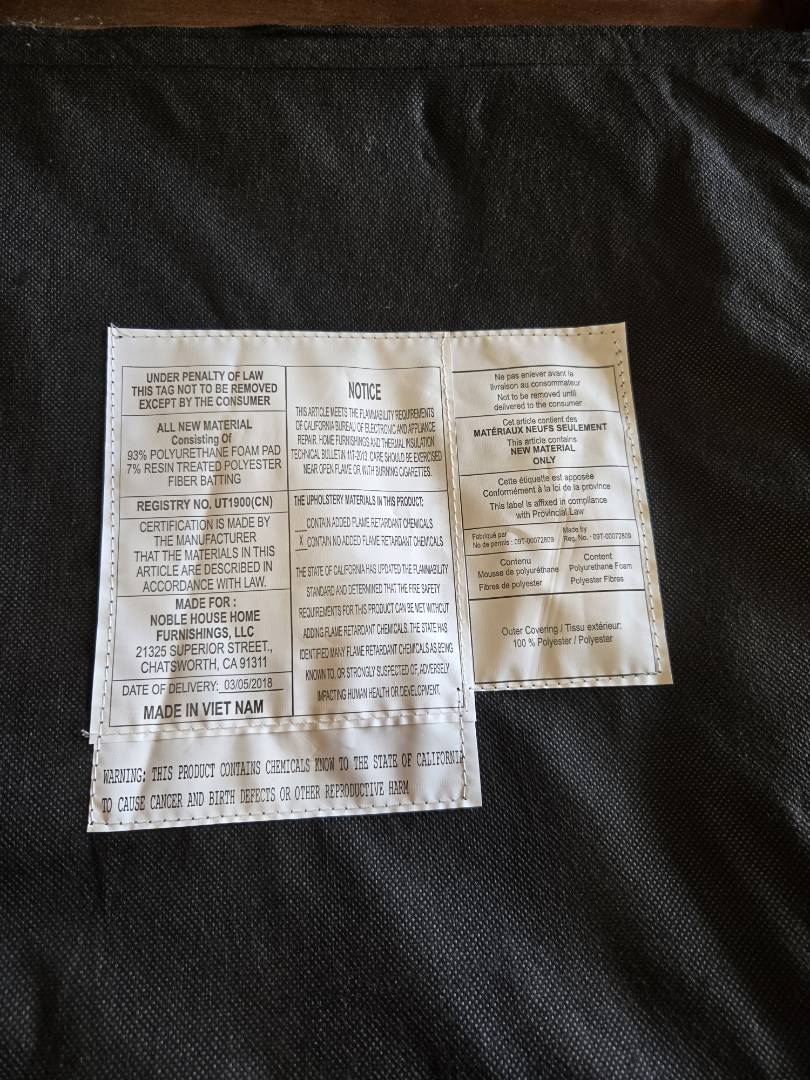 UNDER PENALTY OF LAW
THIS TAG NOT TO BE REMOVED
EXCEPT BY THE CONSUMER
ALL NEW MATERIAL
Consisting Of
93% POLYURETHANE FOAM PAD
7% RESIN TREATED POLYESTER
FIBER BATTING
REGISTRY NO. UT1900(CN)
CERTIFICATION IS MADE BY
THE MANUFACTURER
THAT THE MATERIALS IN THIS
ARTICLE ARE DESCRIBED IN
ACCORDANCE WITH LAW.
MADE FOR :
NOBLE HOUSE HOME
FURNISHINGS, LLC
21325 SUPERIOR STREET.,
CHATSWORTH, CA 91311
DATE OF DELIVERY: 03/05/2018
MADE IN VIET NAM
NOTICE
THIS ARTICLE MEETS THE FLAMMABILITY REQUIREMENTS
OF CALIFORNIA BUREAU OF ELECTRONIC AND APPLIANCE
REPAIR. HOME FURNISHINGS AND THERMAL INSULATION
TECHNICAL BULLETIN 117-2013. CARE SHOULD BE EXERCISED
NEAR OPEN FLAME OR WITH BURNING CIGARETTES.
THE UPHOLSTERY MATERIALS IN THIS PRODUCT:
__CONTAIN ADDED FLAME RETARDANT CHEMICALS
X CONTAIN NO ADDED FLAME RETARDANT CHEMICALS
THE STATE OF CALIFORNIA HAS UPDATED THE FLAMMABILITY
STANDARD AND DETERMINED THAT THE FIRE SAFETY
REQUIREMENTS FOR THIS PRODUCT CAN BE MET WITHOUT
ADDING FLAME RETARDANT CHEMICALS. THE STATE HAS
IDENTIFIED MANY FLAME RETARDANT CHEMICALS AS BEING
KNOWN TO, OR STRONGLY SUSPECTED OF, ADVERSELY
IMPACTING HUMAN HEALTH OR DEVELOPMENT.
Ne pas enlever avant la
livraison au consommateur
Not to be removed until
delivered to the consumer
Cet article contient des
MATÉRIAUX NEUFS SEULEMENT
This article contains
NEW MATERIAL
ONLY
Cette étiquette est apposée
Conformément à la loi de la province
This label is affixed in compliance
with Provincial Law
Fabriqué par
No de permis : 09T-00072809
Made by
Reg. No. - 09T-00072809
Contenu
Mousse de polyuréthane
Fibres de polyester
Content
Polyurethane Foam
Polyester Fibres
Outer Covering / Tissu extérieur:
100 % Polyester / Polyester
WARNING: THIS PRODUCT CONTAINS CHEMICALS KNOW TO THE STATE OF CALIFORNIA
TO CAUSE CANCER AND BIRTH DEFECTS OR OTHER REPRODUCTIVE HARM